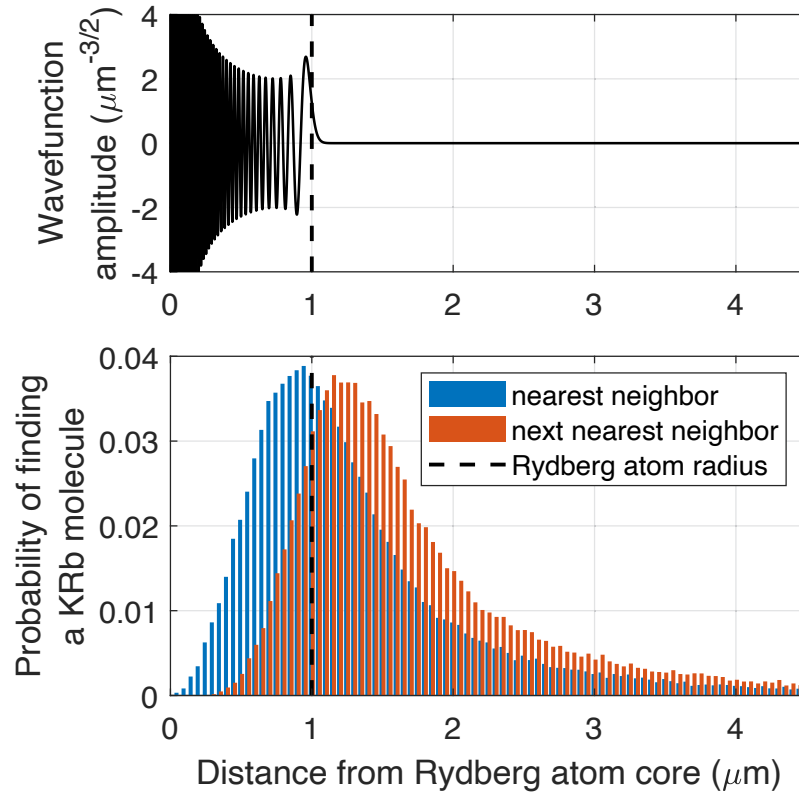 Wavefunction
amplitude (μm⁻³ᐟ²)
4
2
0
-2
-4
0
1
2
3
4
Probability of finding
a KRb molecule
0.04
0.03
0.02
0.01
0
nearest neighbor
next nearest neighbor
Rydberg atom radius
0
1
2
3
4
Distance from Rydberg atom core (μm)